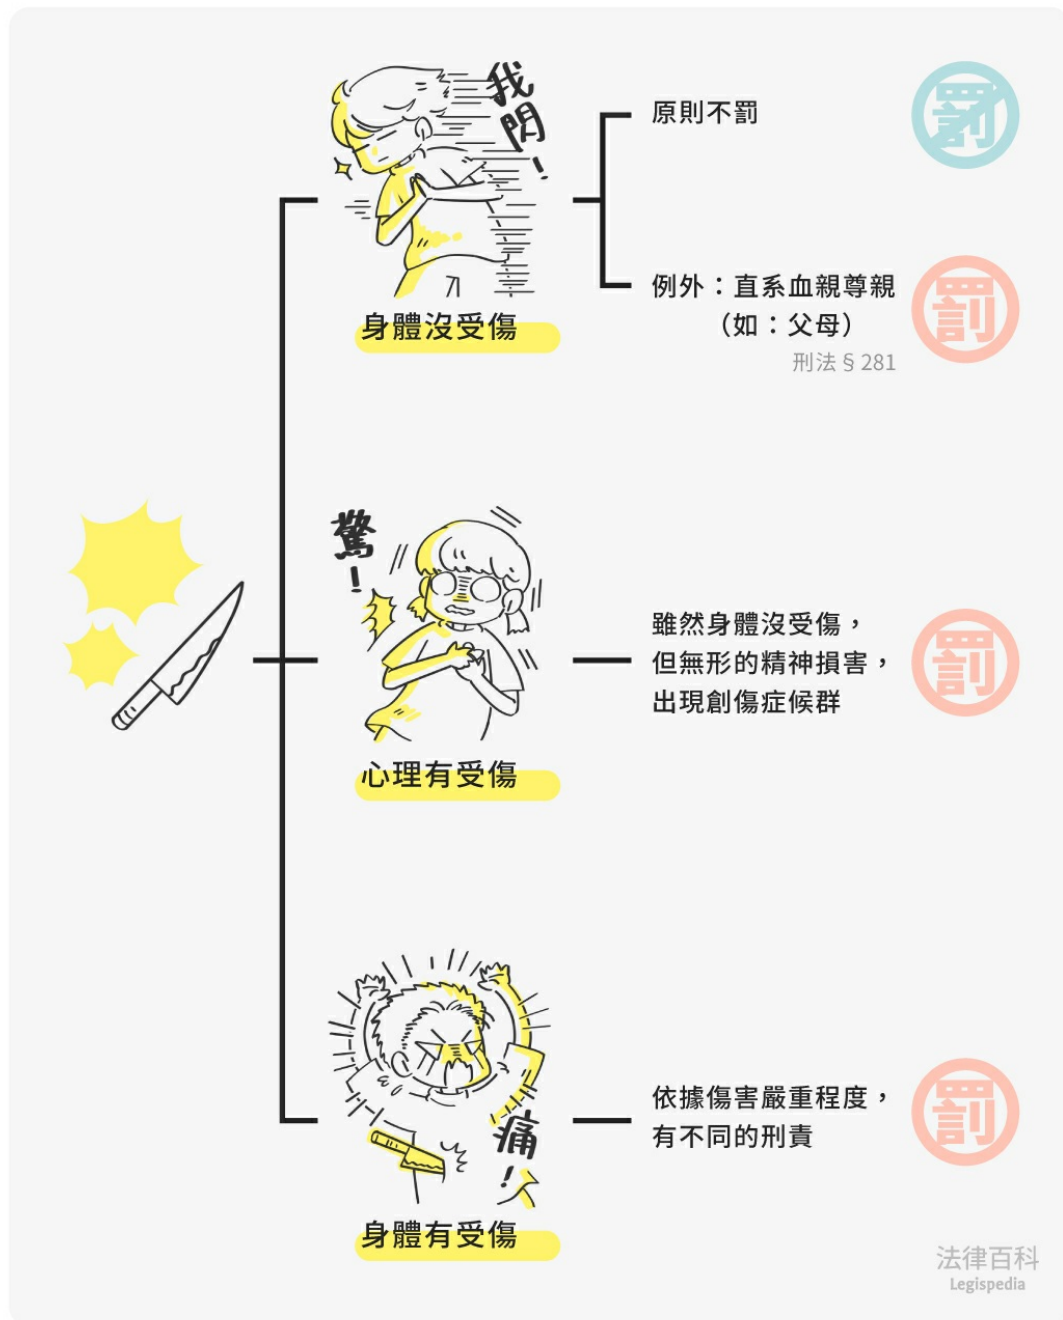 我閃！
原則不罰
罰
例外：直系血親尊親
（如：父母）
刑法 § 281
罰
身體沒受傷
驚！
雖然身體沒受傷，
但無形的精神損害，
出現創傷症候群
罰
心理有受傷
痛！
依據傷害嚴重程度，
有不同的刑責
罰
身體有受傷
法律百科
Legispedia